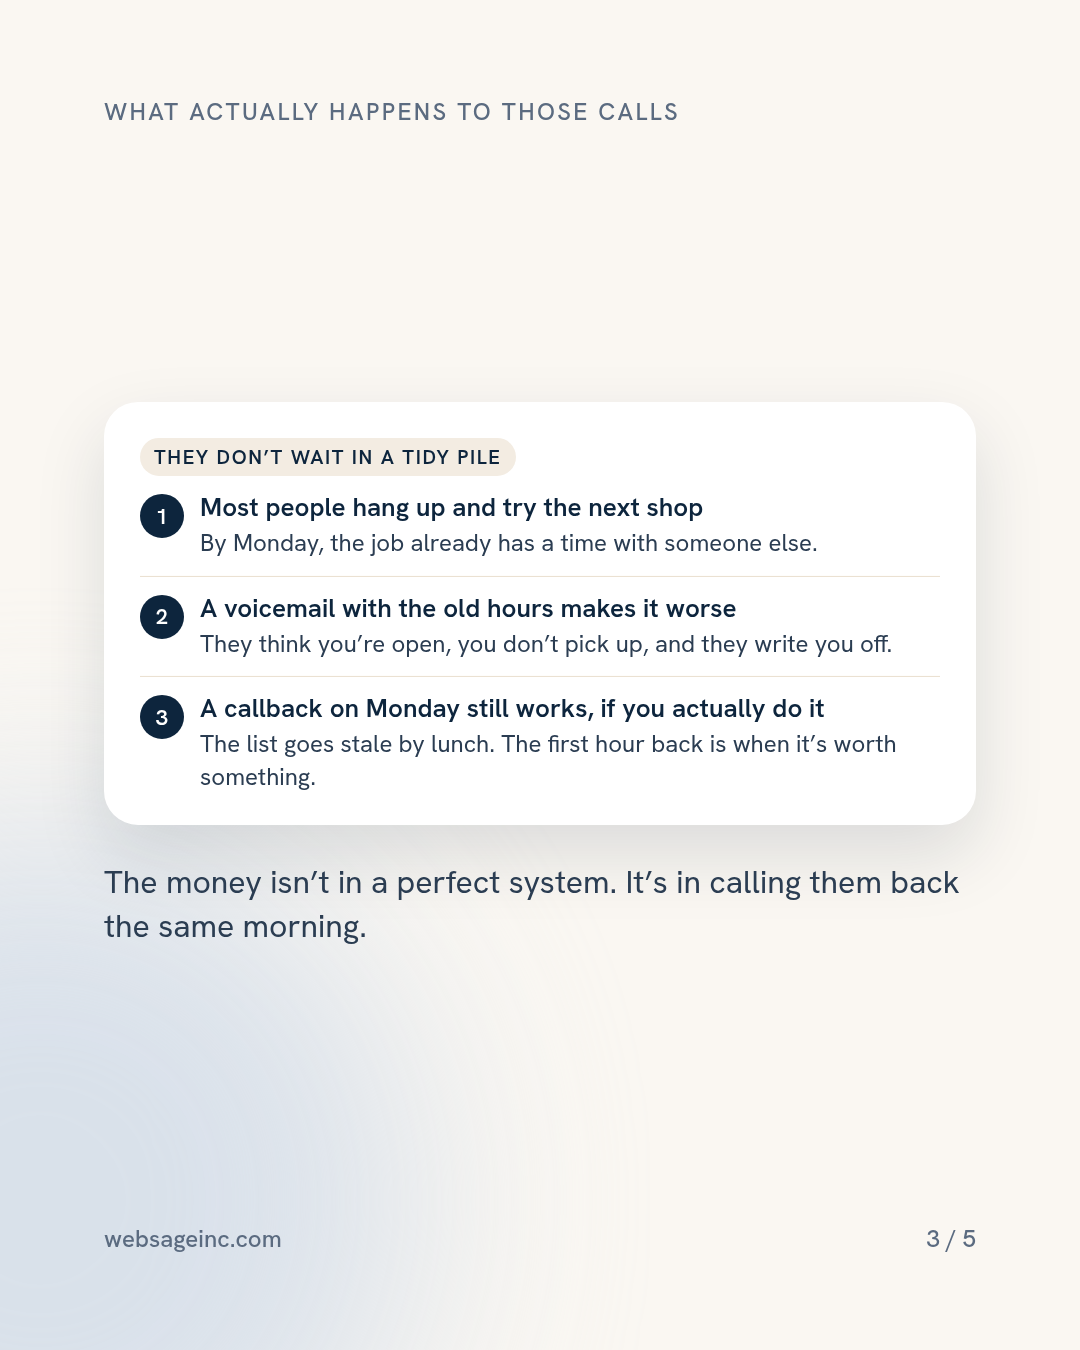 WHAT ACTUALLY HAPPENS TO THOSE CALLS
THEY DON’T WAIT IN A TIDY PILE
1
Most people hang up and try the next shop
By Monday, the job already has a time with someone else.
2
A voicemail with the old hours makes it worse
They think you’re open, you don’t pick up, and they write you off.
3
A callback on Monday still works, if you actually do it
The list goes stale by lunch. The first hour back is when it’s worth
something.
The money isn’t in a perfect system. It’s in calling them back
the same morning.
websageinc.com
3 / 5